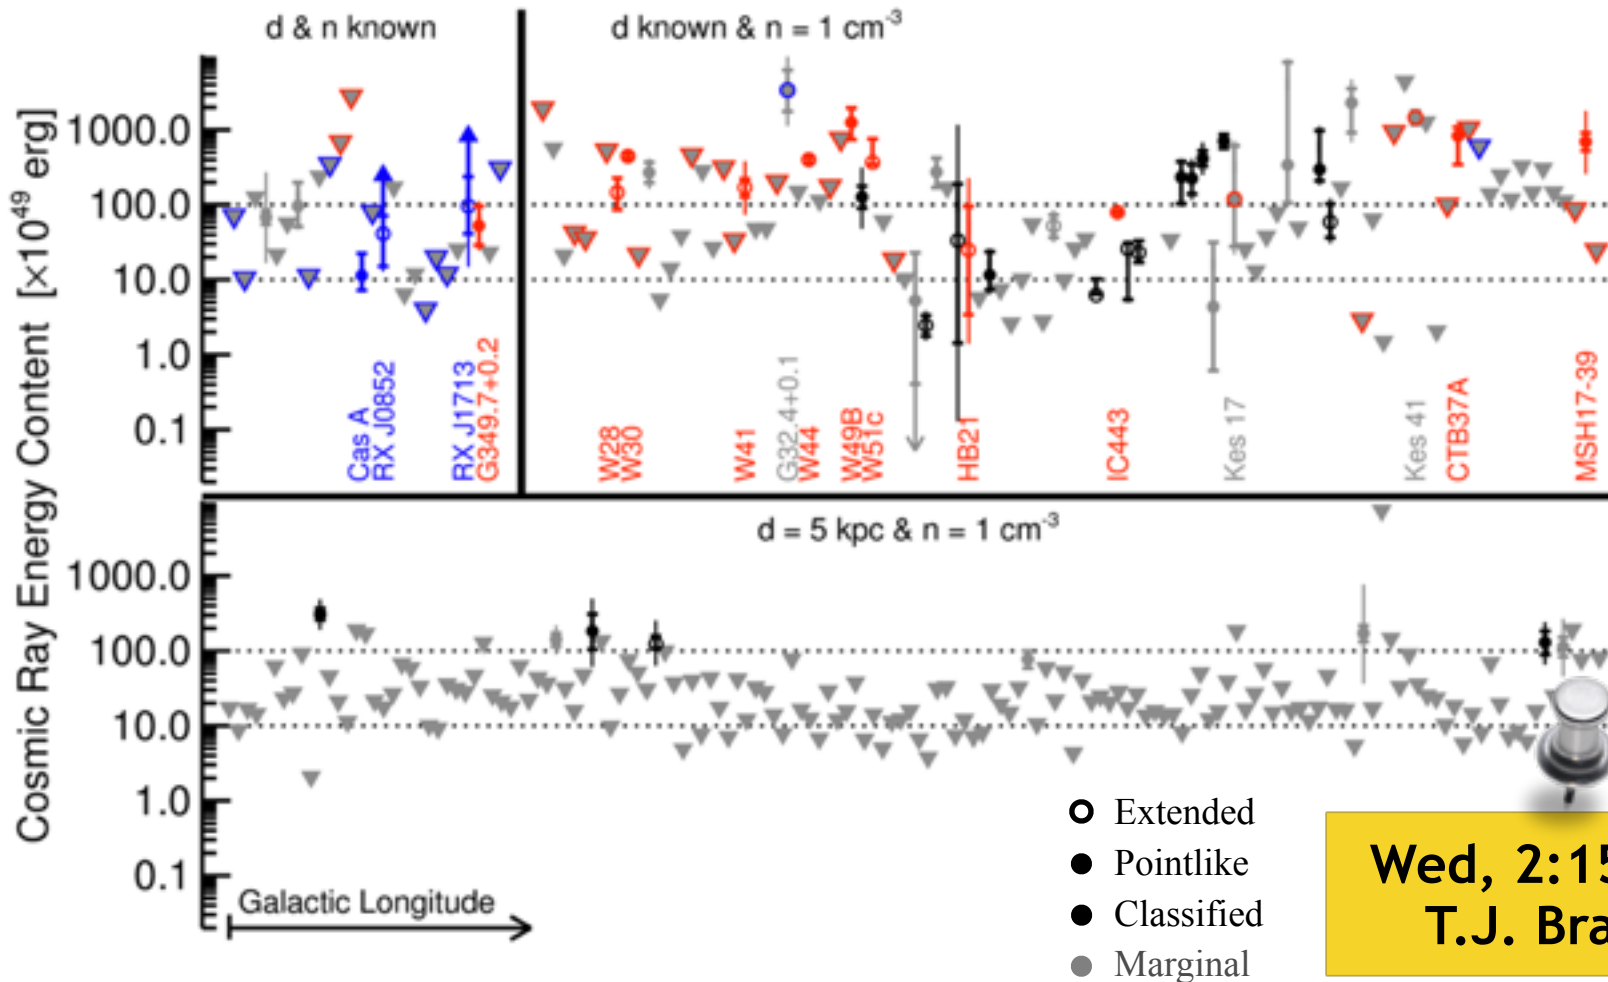 d & n known
d known & n = 1 cm⁻³
Cosmic Ray Energy Content [×10⁴⁹ erg]
1000.0
100.0
10.0
1.0
0.1
Cas A
RX J0852
RX J1713
G349.7+0.2
W28
W30
W41
G32.4+0.1
W44
W49B
W51c
HB21
IC443
Kes 17
Kes 41
CTB37A
MSH17-39
d = 5 kpc & n = 1 cm⁻³
1000.0
100.0
10.0
1.0
0.1
Galactic Longitude
Extended
Pointlike
Classified
Marginal
Wed, 2:15
T.J. Bra